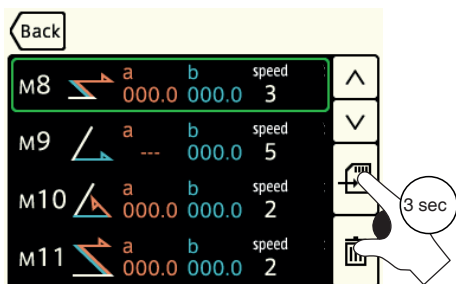 Back
M8 a 000.0 b 000.0 speed 3
M9 a --- b 000.0 speed 5
M10 a 000.0 b 000.0 speed 2
M11 a 000.0 b 000.0 speed 2
3 sec